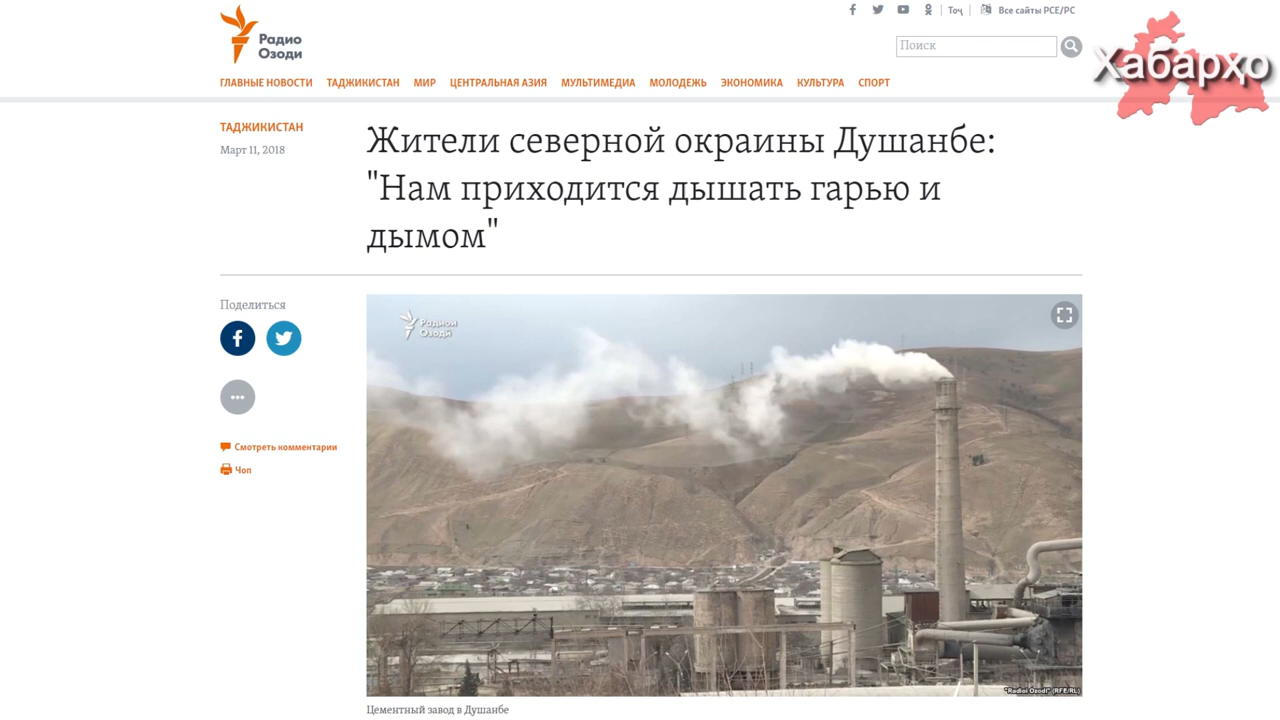 Радио
Озоди
Тоҷ
Все сайты РСЕ/РС
Поиск
Хабарҳо
ГЛАВНЫЕ НОВОСТИ ТАДЖИКИСТАН МИР ЦЕНТРАЛЬНАЯ АЗИЯ МУЛЬТИМЕДИА МОЛОДЕЖЬ ЭКОНОМИКА КУЛЬТУРА СПОРТ
ТАДЖИКИСТАН
Март 11, 2018
Жители северной окраины Душанбе:
"Нам приходится дышать гарью и
дымом"
Поделиться
Смотреть комментарии
Чоп
Радиои
Озодӣ
"Radioi Ozodi" (RFE/RL)
Цементный завод в Душанбе